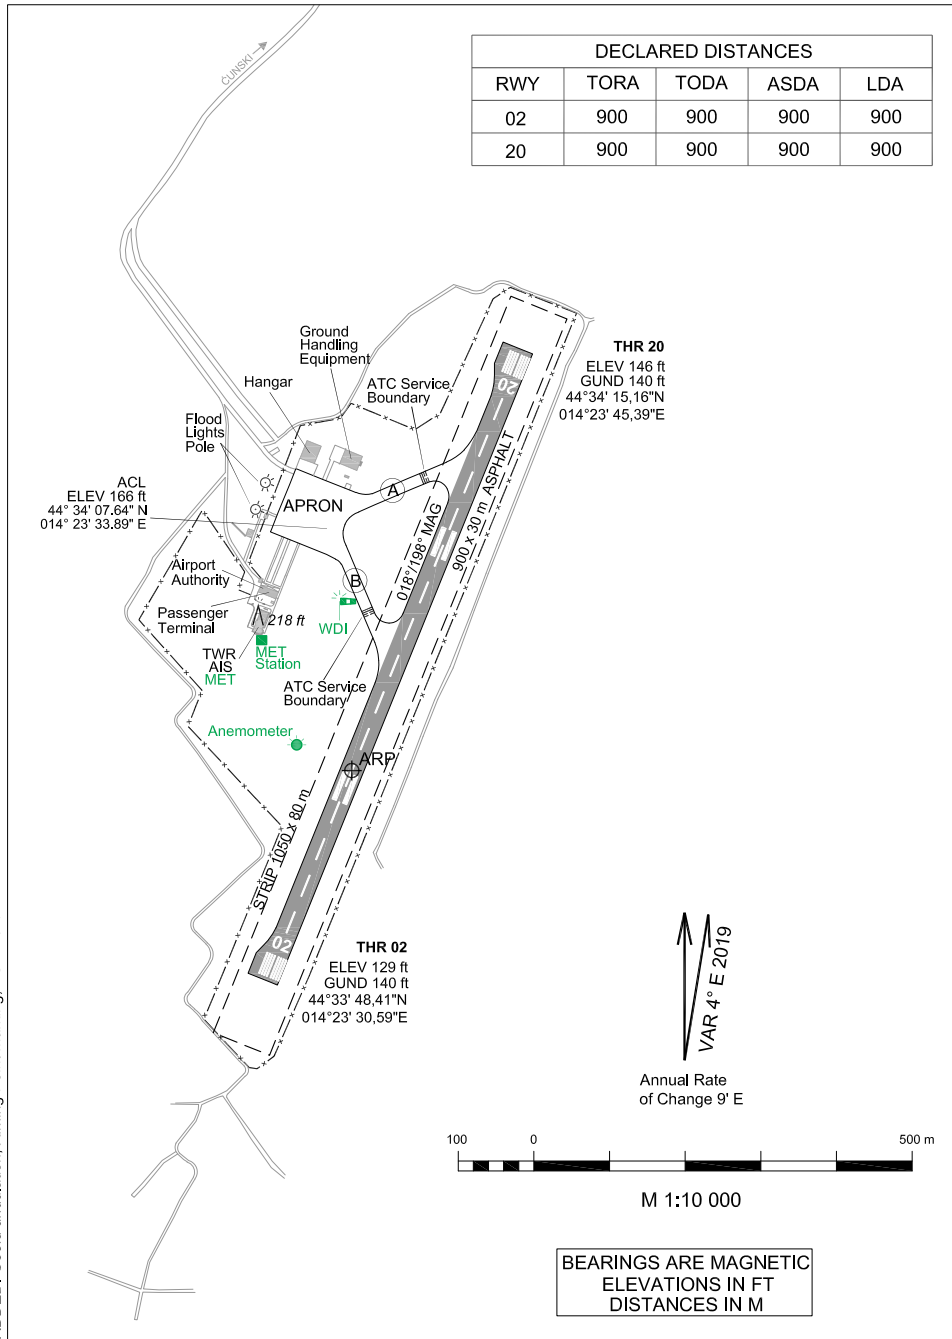 ČUNSKI
DECLARED DISTANCES
RWY TORA TODA ASDA LDA
02 900 900 900 900
20 900 900 900 900
THR 20
ELEV 146 ft
GUND 140 ft
44°34' 15,16"N
014°23' 45,39"E
Ground
Handling
Equipment
Hangar
ATC Service
Boundary
Flood
Lights
Pole
20
ACL
ELEV 166 ft
44° 34' 07.64" N
014° 23' 33.89" E
APRON
A
018°/198° MAG
900 x 30 m ASPHALT
Airport
Authority
B
Passenger
Terminal
218 ft
WDI
TWR
AIS
MET
MET
Station
ATC Service
Boundary
Anemometer
ARP
STRIP 1050 x 80 m
02
THR 02
ELEV 129 ft
GUND 140 ft
44°33' 48,41"N
014°23' 30,59"E
VAR 4° E 2019
Annual Rate
of Change 9' E
100 0 500 m
M 1:10 000
BEARINGS ARE MAGNETIC
ELEVATIONS IN FT
DISTANCES IN M